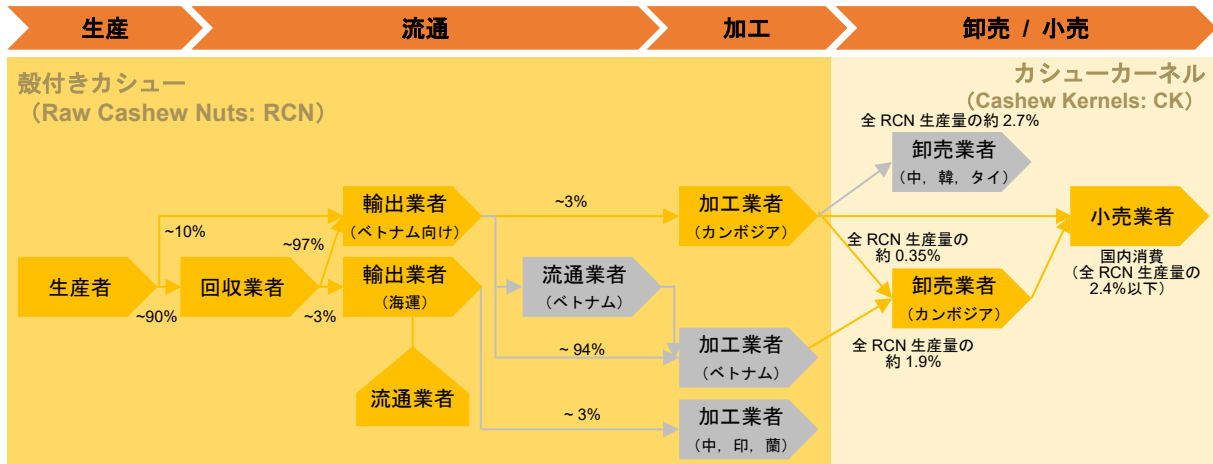 生産
流通
加工
卸売 / 小売
殻付きカシュー
（Raw Cashew Nuts: RCN）
カシューカーネル
（Cashew Kernels: CK）
全 RCN 生産量の約 2.7%
卸売業者
（中，韓，タイ）
輸出業者
（ベトナム向け）
~3%
加工業者
（カンボジア）
小売業者
国内消費
（全 RCN 生産量の
2.4%以下）
~10%
~97%
全 RCN 生産量の
約 0.35%
生産者
回収業者
輸出業者
（海運）
流通業者
（ベトナム）
卸売業者
（カンボジア）
~90%
~3%
~ 94%
加工業者
（ベトナム）
全 RCN 生産量の
約 1.9%
流通業者
~ 3%
加工業者
（中，印，蘭）